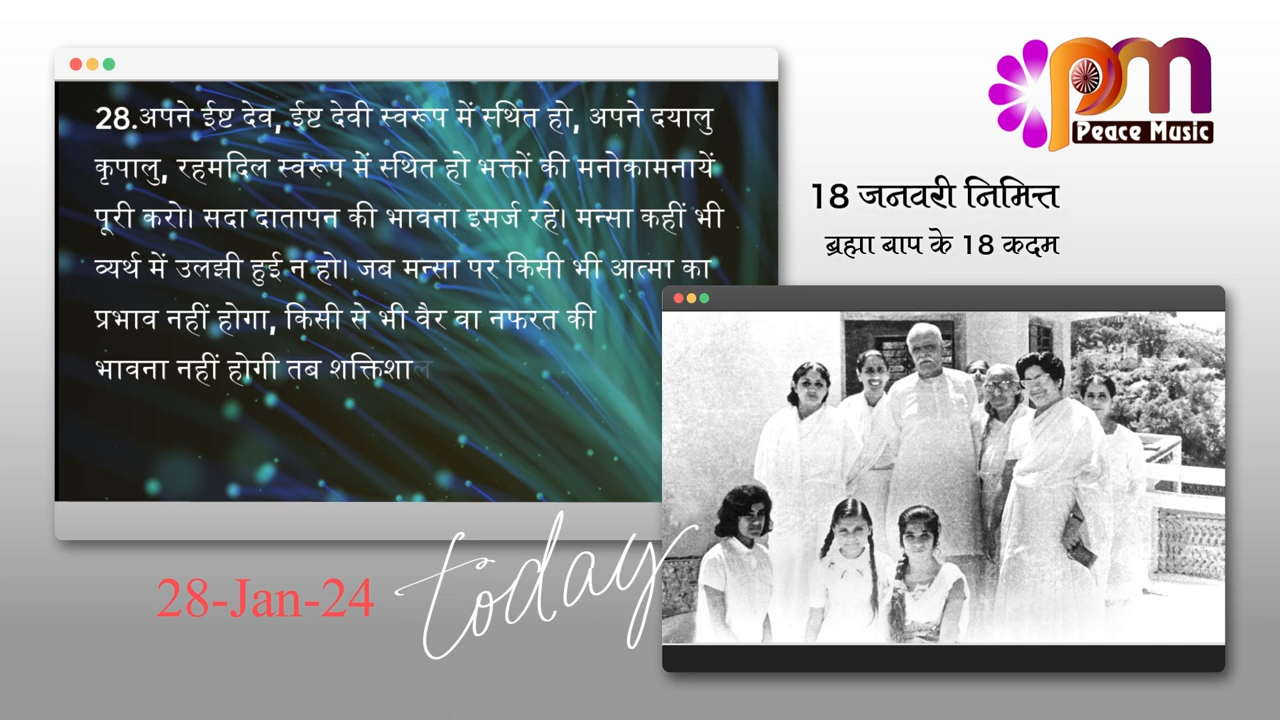 28.अपने ईष्ट देव, ईष्ट देवी स्वरूप में स्थित हो, अपने दयालु
कृपालु, रहमदिल स्वरूप में स्थित हो भक्तों की मनोकामनायें
पूरी करो। सदा दातापन की भावना इमर्ज रहे। मन्सा कहीं भी
व्यर्थ में उलझी हुई न हो। जब मन्सा पर किसी भी आत्मा का
प्रभाव नहीं होगा, किसी से भी वैर वा नफरत की
भावना नहीं होगी तब शक्तिशाल
pm
Peace Music
18 जनवरी निमित्त
ब्रह्मा बाप के 18 कदम
28-Jan-24
today